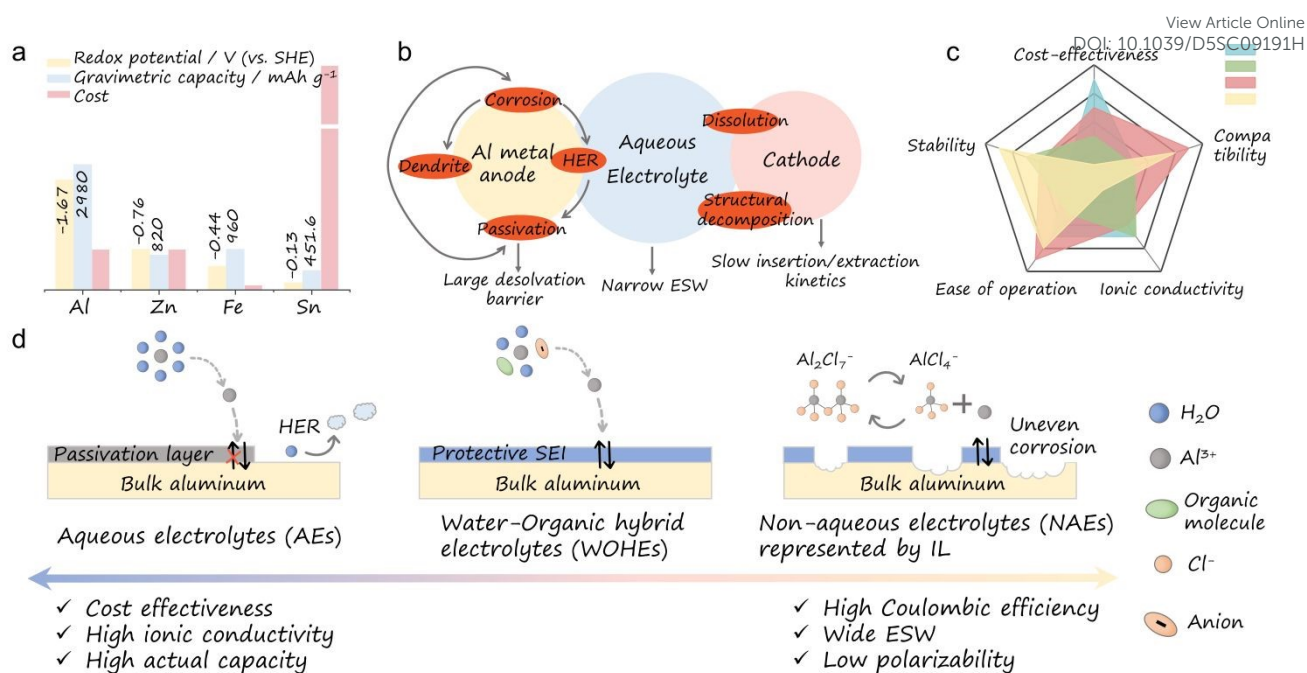 View Article Online
DOI: 10.1039/D5SC09191H
a
Redox potential / V (vs. SHE)
Gravimetric capacity / mAh g⁻¹
Cost
-1.67
2980
-0.76
820
-0.44
960
-0.13
451.6
Al
Zn
Fe
Sn
b
Corrosion
Dendrite
Al metal
anode
HER
Passivation
Aqueous
Electrolyte
Dissolution
Cathode
Structural
decomposition
Large desolvation
barrier
Narrow ESW
Slow insertion/extraction
kinetics
c
Cost-effectiveness
Stability
Compa
tibility
Ease of operation
Ionic conductivity
d
HER
Passivation layer
Bulk aluminum
Aqueous electrolytes (AEs)
Protective SEI
Bulk aluminum
Water-Organic hybrid
electrolytes (WOHEs)
Al₂Cl₇⁻
AlCl₄⁻
+
Uneven
corrosion
Bulk aluminum
Non-aqueous electrolytes (NAEs)
represented by IL
H₂O
Al³⁺
Organic
molecule
Cl⁻
Anion
✓ Cost effectiveness
✓ High ionic conductivity
✓ High actual capacity
✓ High Coulombic efficiency
✓ Wide ESW
✓ Low polarizability